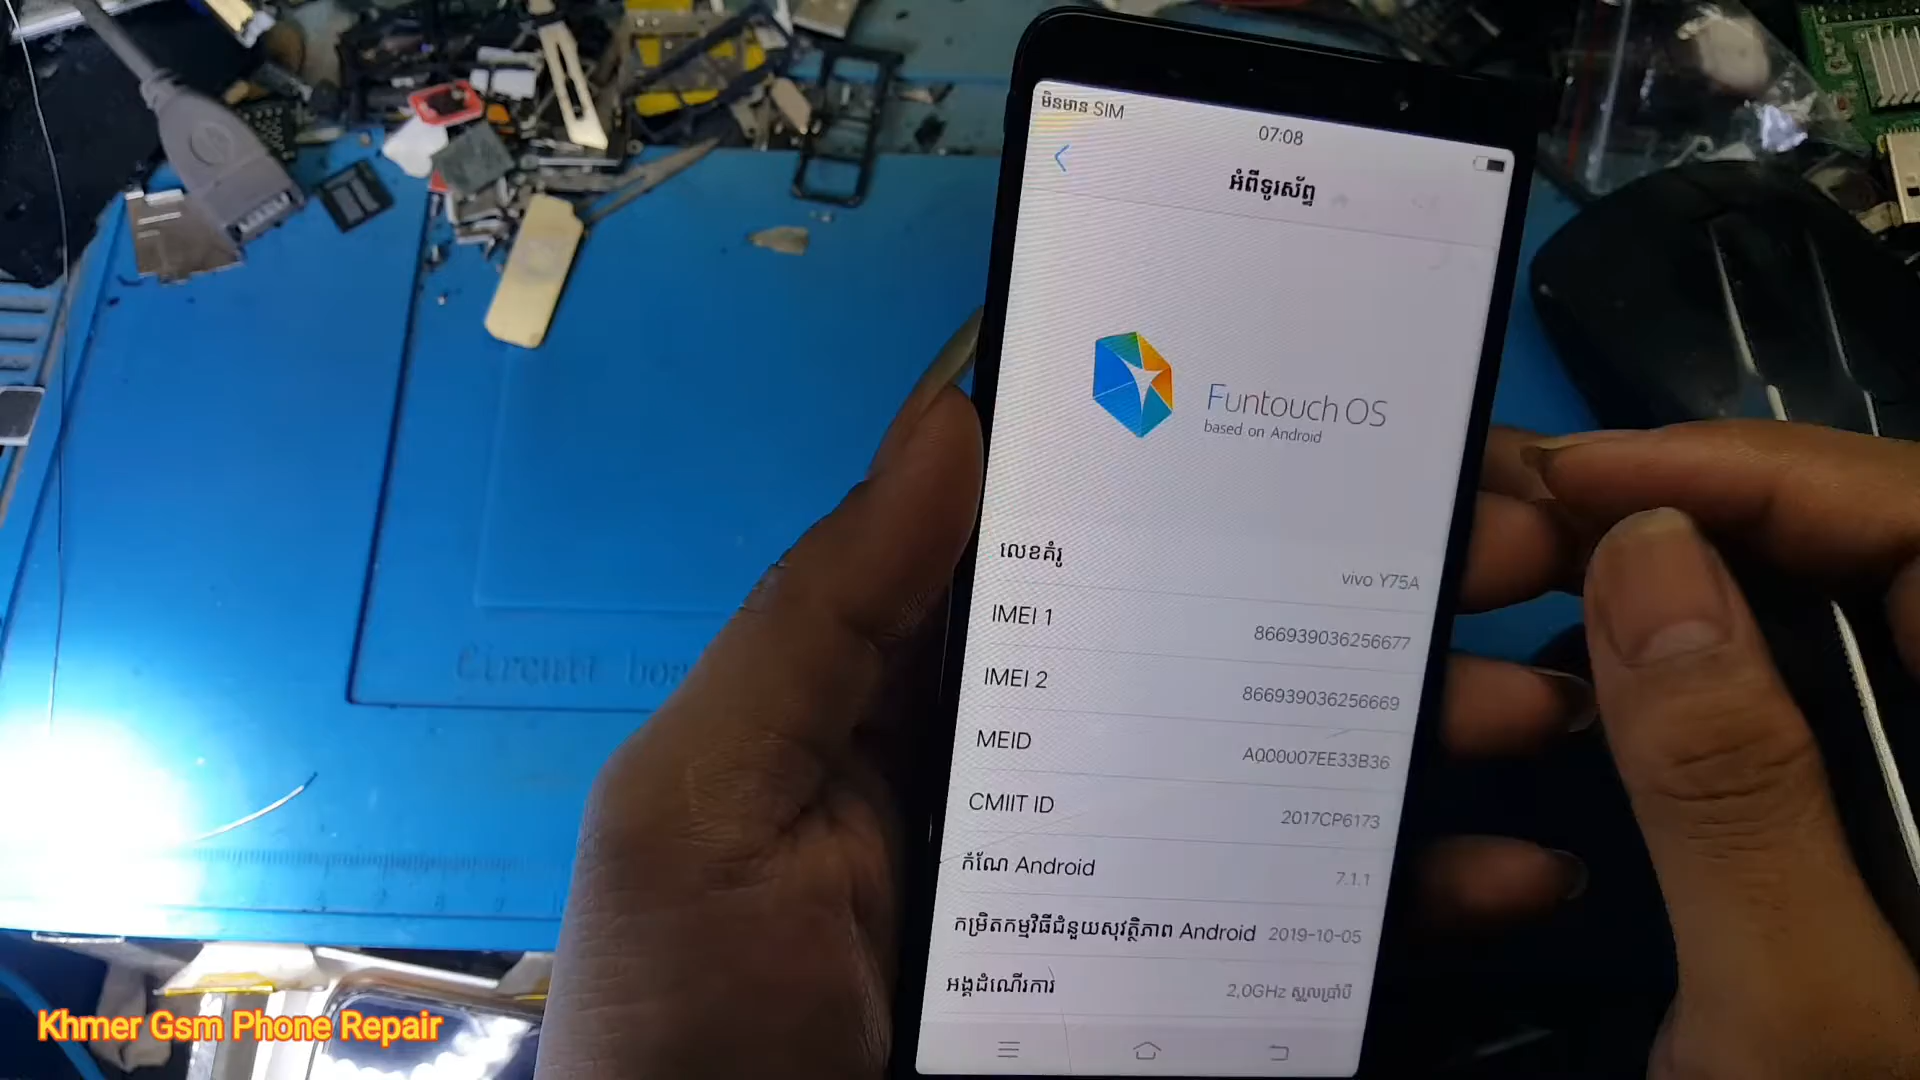 មិនមាន SIM
07:08
អំពីទូរស័ព្ទ
Funtouch OS
based on Android
លេខគំរូ vivo Y75A
IMEI 1 866939036256677
IMEI 2 866939036256669
MEID A000007EE33B36
CMIIT ID 2017CP6173
កំណែ Android 7.1.1
កម្រិតកម្មវិធីជំនួយសុវត្ថិភាព Android 2019-10-05
អង្គដំណើរការ 2,0GHz ស្នូលប្រាំបី
Circuit
Khmer Gsm Phone Repair